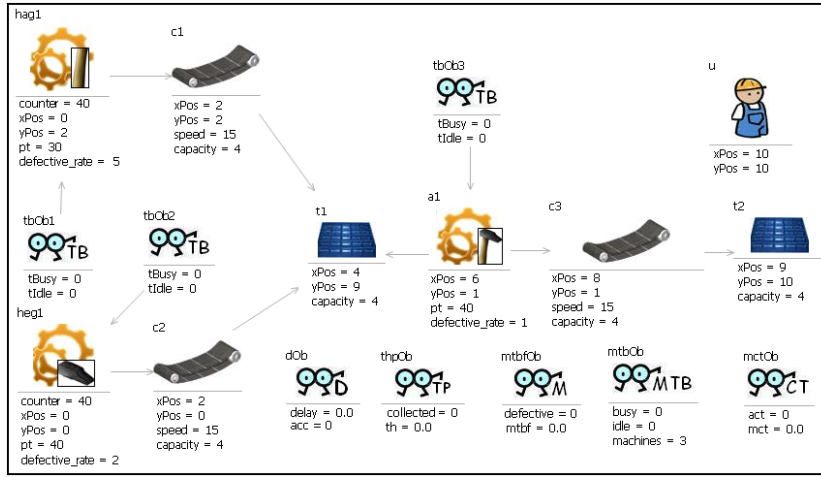 hag1
counter = 40
xPos = 0
yPos = 2
pt = 30
defective_rate = 5
c1
xPos = 2
yPos = 2
speed = 15
capacity = 4
tbOb3
TB
tBusy = 0
tIdle = 0
u
xPos = 10
yPos = 10
tbOb1
TB
tBusy = 0
tIdle = 0
tbOb2
TB
tBusy = 0
tIdle = 0
t1
xPos = 4
yPos = 9
capacity = 4
a1
xPos = 6
yPos = 1
pt = 40
defective_rate = 1
c3
xPos = 8
yPos = 1
speed = 15
capacity = 4
t2
xPos = 9
yPos = 10
capacity = 4
heg1
counter = 40
xPos = 0
yPos = 0
pt = 40
defective_rate = 2
c2
xPos = 2
yPos = 0
speed = 15
capacity = 4
dOb
D
delay = 0.0
acc = 0
thpOb
TP
collected = 0
th = 0.0
mtbfOb
M
defective = 0
mtbf = 0.0
mtbOb
MTB
busy = 0
idle = 0
machines = 3
mctOb
CT
act = 0
mct = 0.0